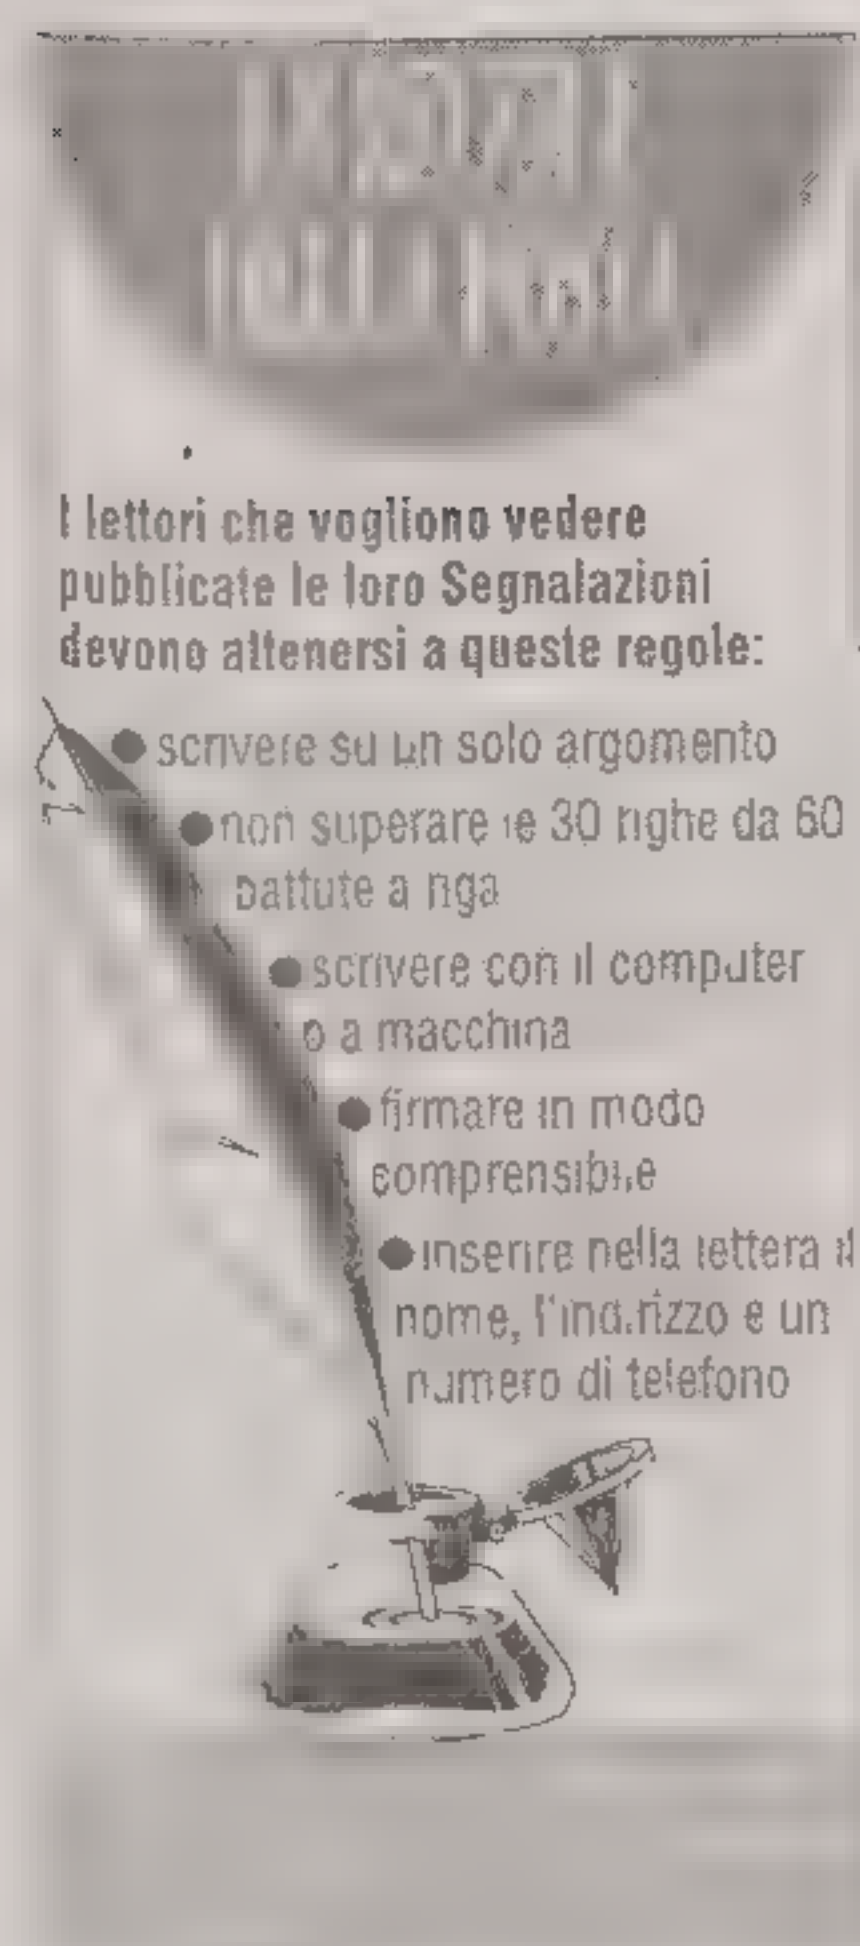 I lettori che vogliono vedere
pubblicate le loro Segnalazioni
devono attenersi a queste regole:
● scrivere su un solo argomento
● non superare le 30 righe da 60
battute a riga
● scrivere con il computer
o a macchina
● firmare in modo
comprensibile
● inserire nella lettera il
nome, l'indirizzo e un
numero di telefono